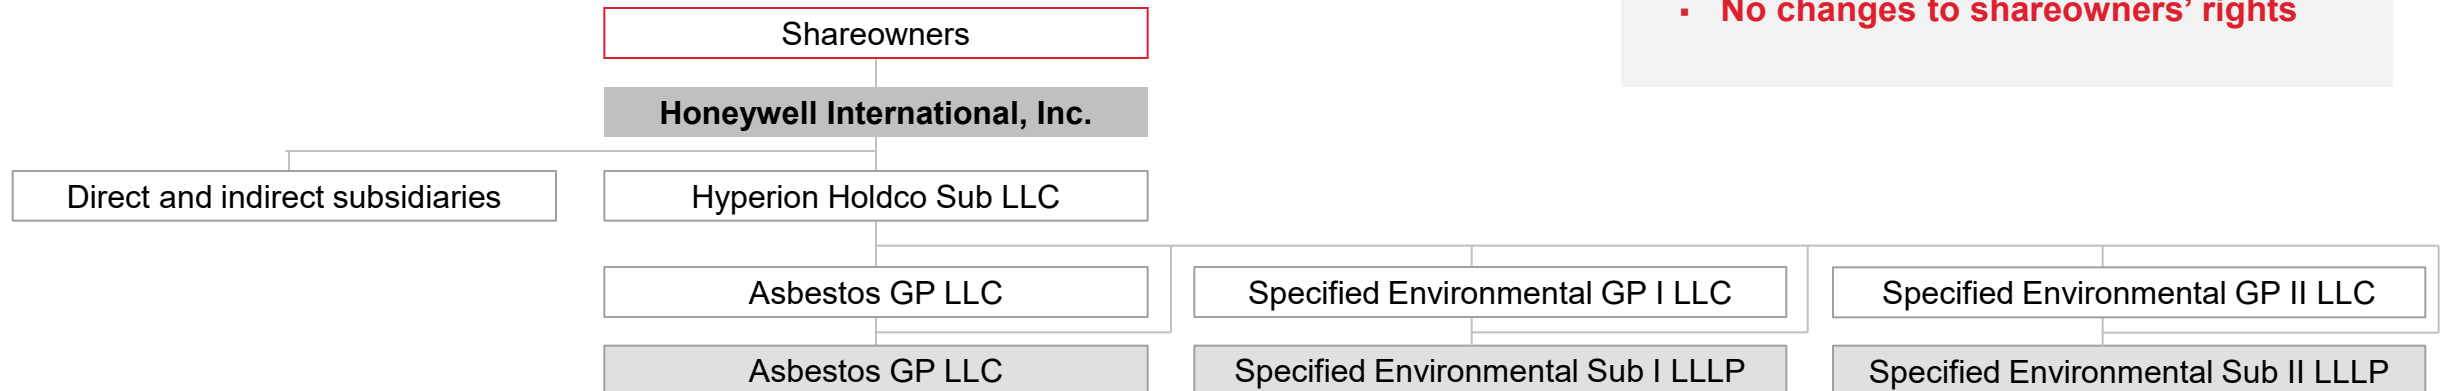 ▪ No changes to shareowners’ rights
Shareowners
Honeywell International, Inc.
Direct and indirect subsidiaries
Hyperion Holdco Sub LLC
Asbestos GP LLC
Specified Environmental GP I LLC
Specified Environmental GP II LLC
Asbestos GP LLC
Specified Environmental Sub I LLLP
Specified Environmental Sub II LLLP